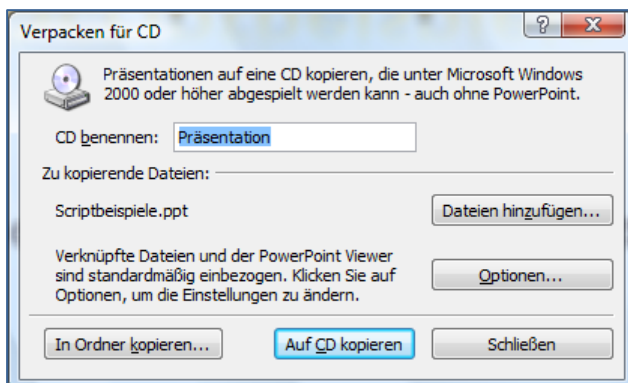 Verpacken für CD
Präsentationen auf eine CD kopieren, die unter Microsoft Windows
2000 oder höher abgespielt werden kann - auch ohne PowerPoint.
CD benennen: Präsentation
Zu kopierende Dateien:
Scriptbeispiele.ppt
Dateien hinzufügen...
Verknüpfte Dateien und der PowerPoint Viewer
sind standardmäßig einbezogen. Klicken Sie auf
Optionen, um die Einstellungen zu ändern.
Optionen...
In Ordner kopieren... Auf CD kopieren Schließen